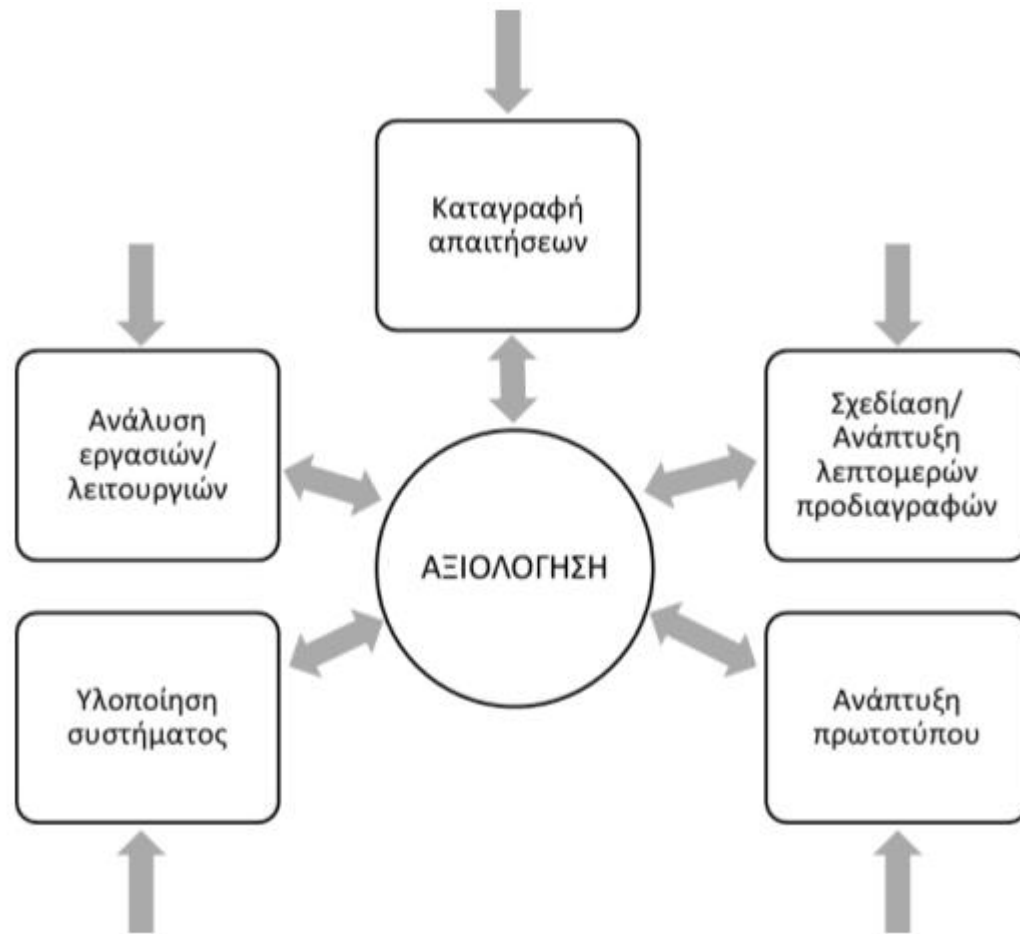 Καταγραφή
απαιτήσεων
Ανάλυση
εργασιών/
λειτουργιών
Σχεδίαση/
Ανάπτυξη
λεπτομερών
προδιαγραφών
ΑΞΙΟΛΟΓΗΣΗ
Υλοποίηση
συστήματος
Ανάπτυξη
πρωτοτύπου